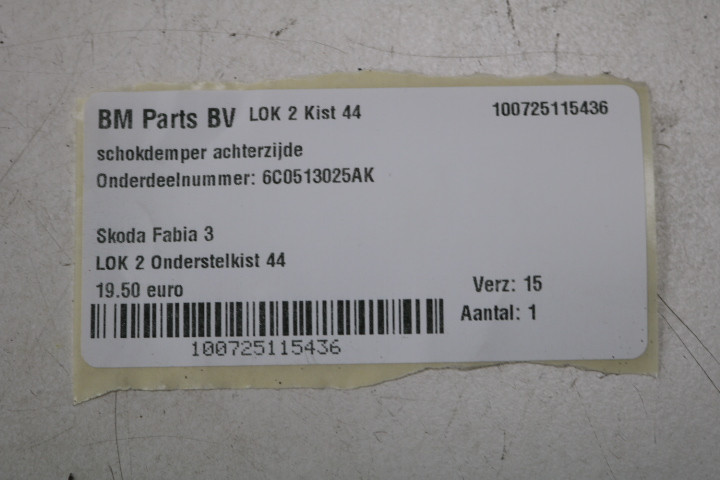 BM Parts BV LOK 2 Kist 44 100725115436
schokdemper achterzijde
Onderdeelnummer: 6C0513025AK
Skoda Fabia 3
LOK 2 Onderstelkist 44
19.50 euro Verz: 15
Aantal: 1
100725115436